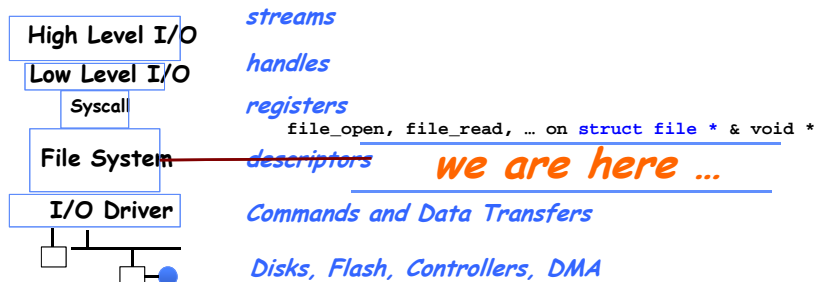 streams
High Level I/O
handles
Low Level I/O
Syscall
registers
file_open, file_read, … on struct file * & void *
File System
descriptors
we are here …
I/O Driver
Commands and Data Transfers
Disks, Flash, Controllers, DMA